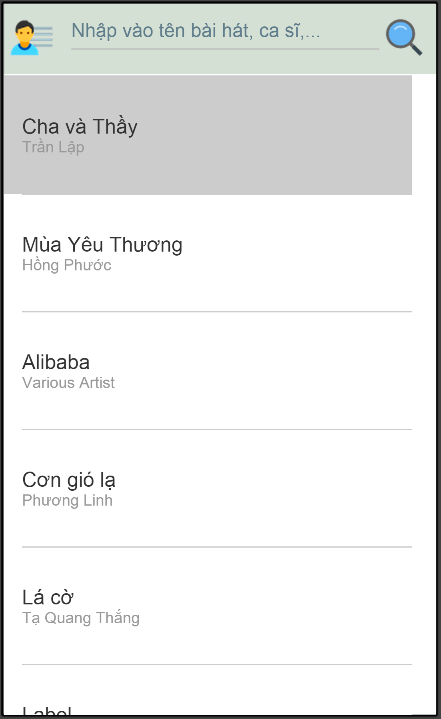 Nhập vào tên bài hát, ca sĩ,...
Cha và Thầy
Trần Lập
Mùa Yêu Thương
Hồng Phước
Alibaba
Various Artist
Cơn gió lạ
Phương Linh
Lá cờ
Tạ Quang Thắng
Label